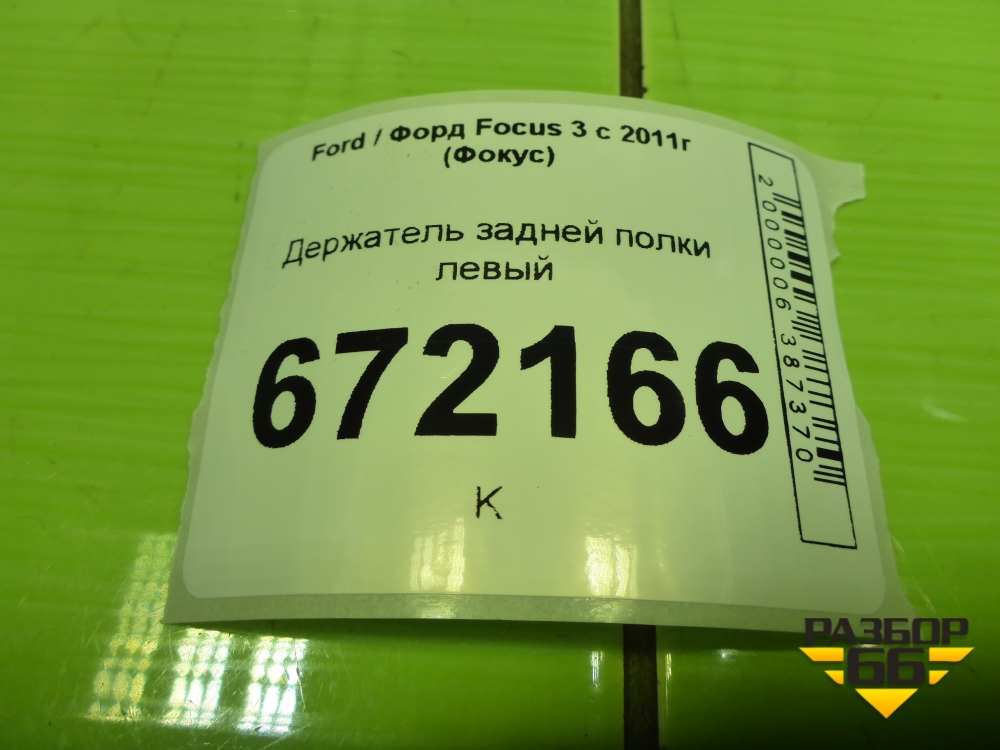 Ford / Форд Focus 3 с 2011г
(Фокус)
Держатель задней полки
левый
672166
К
2000006387370
РАЗБОР
66